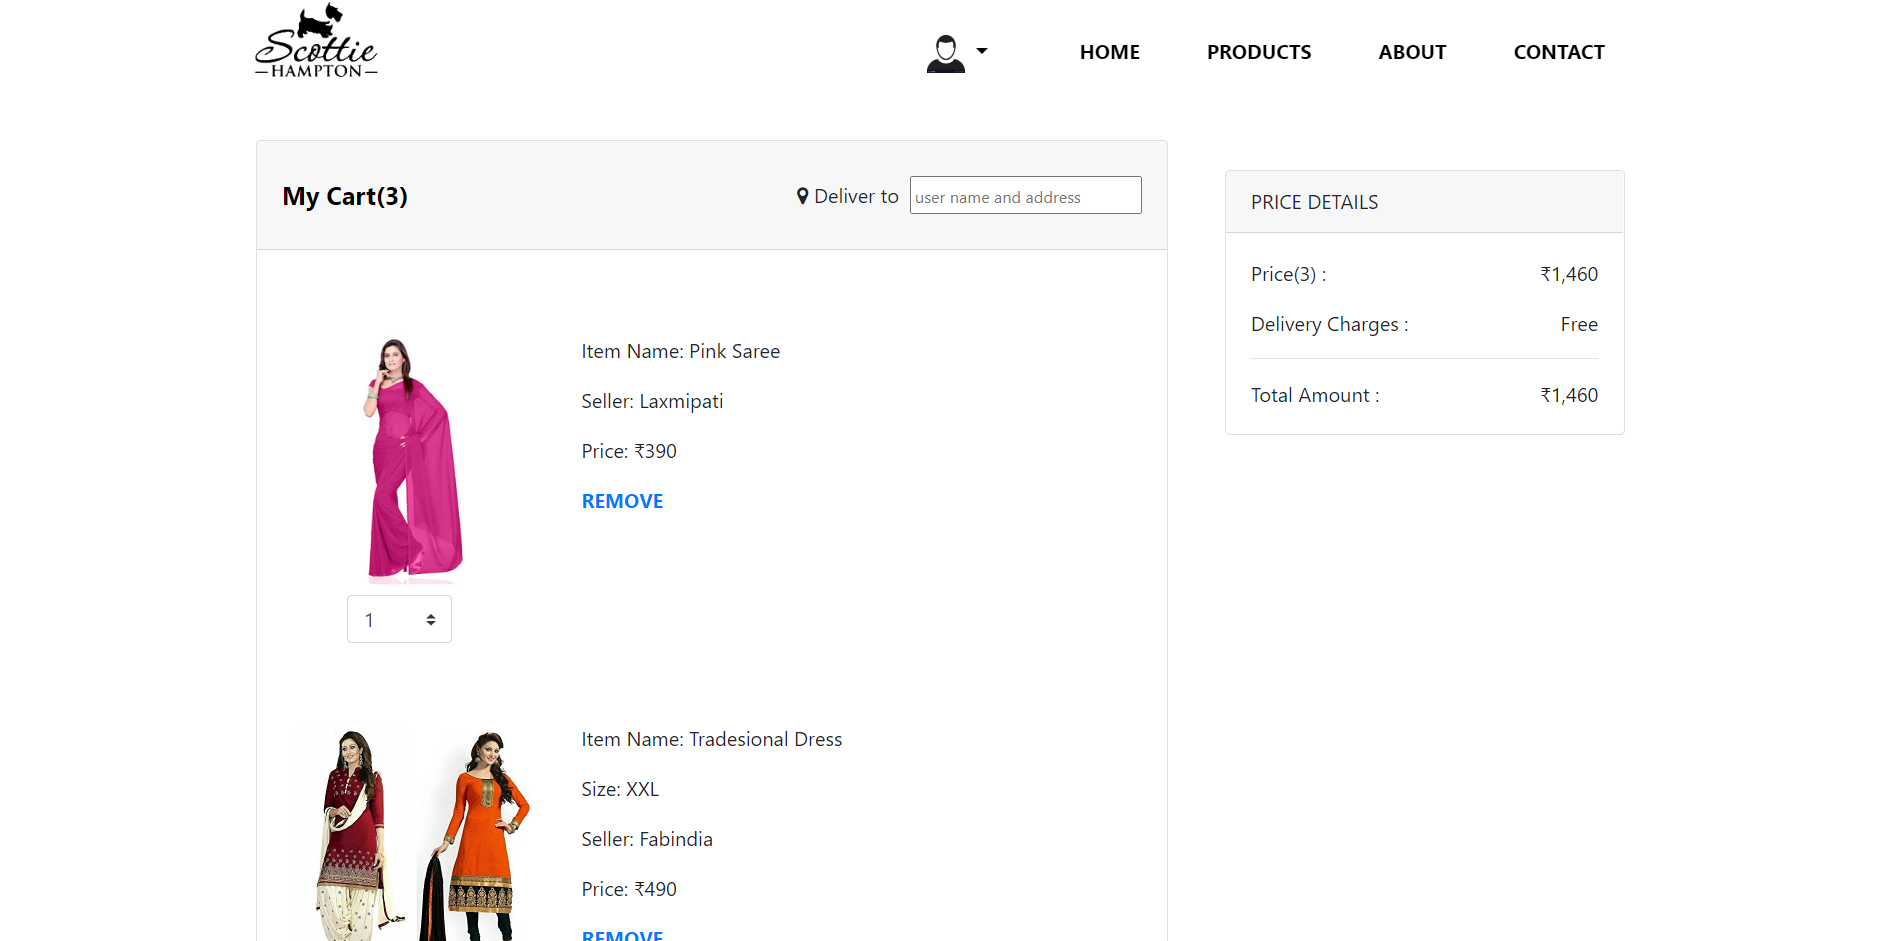 Scottie
HAMPTON
HOME
PRODUCTS
ABOUT
CONTACT
My Cart(3)
Deliver to
user name and address
Item Name: Pink Saree
Seller: Laxmipati
Price: ₹390
REMOVE
1
Item Name: Tradesional Dress
Size: XXL
Seller: Fabindia
Price: ₹490
REMOVE
PRICE DETAILS
Price(3) :
₹1,460
Delivery Charges :
Free
Total Amount :
₹1,460